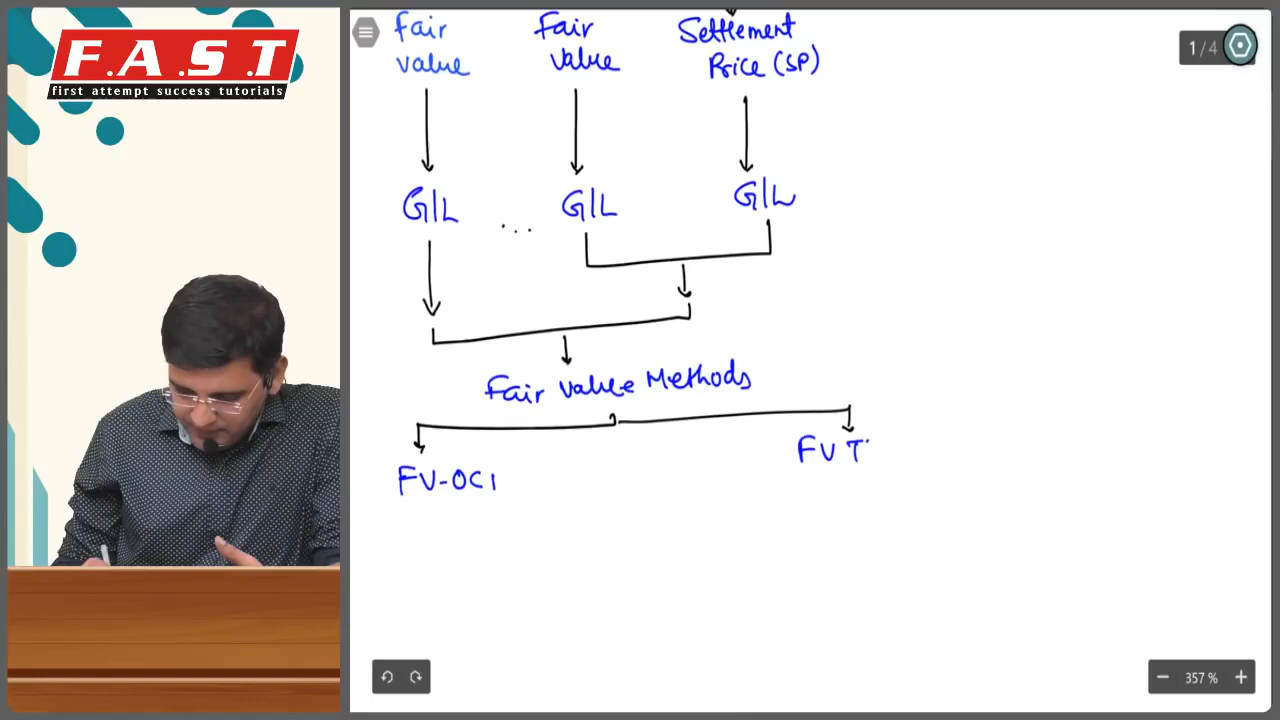 F.A.S.T
first attempt success tutorials
Fair value
Fair value
Settlement Price (SP)
1/4
G/L
...
G/L
G/L
Fair value Methods
FV-OCI
FVT
357 %